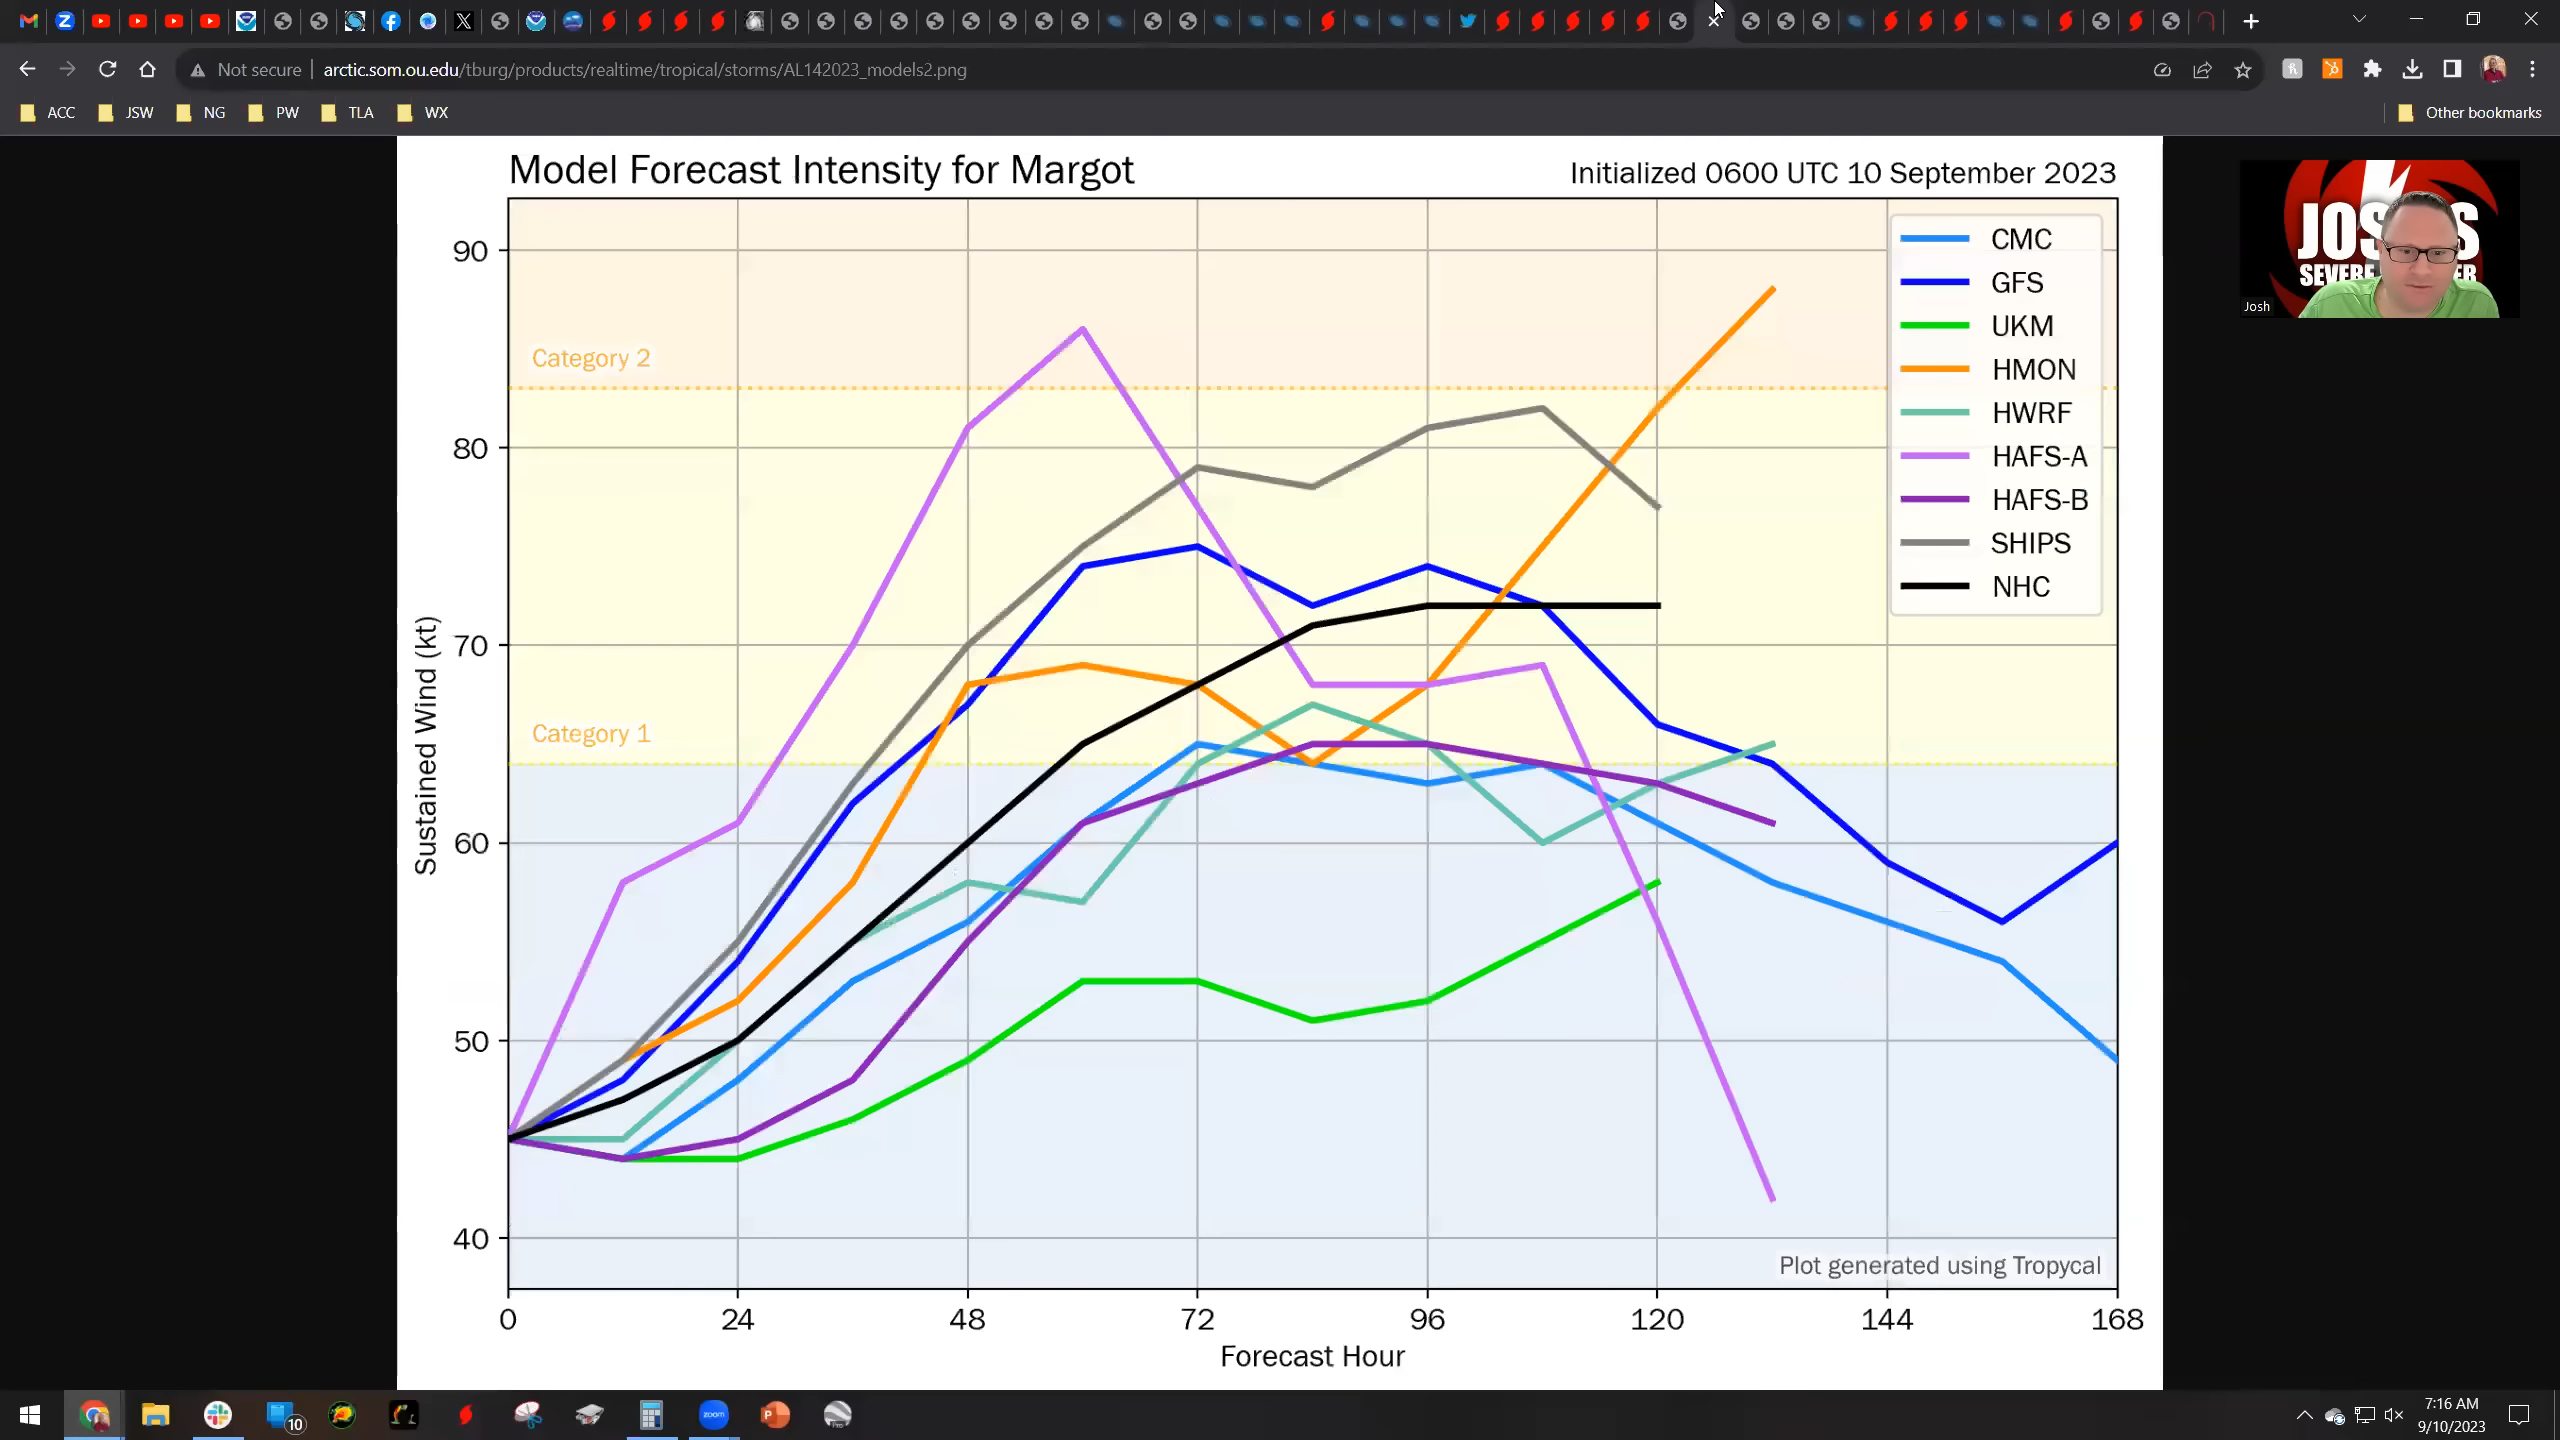 Not secure
arctic.som.ou.edu/tburg/products/realtime/tropical/storms/AL142023_models2.png
ACC JSW NG PW TLA WX Other bookmarks
Model Forecast Intensity for Margot
Initialized 0600 UTC 10 September 2023
Sustained Wind (kt)
90
80
70
60
50
40
Category 2
Category 1
CMC
GFS
UKM
HMON
HWRF
HAFS-A
HAFS-B
SHIPS
NHC
Plot generated using Tropycal
0 24 48 72 96 120 144 168
Forecast Hour
Josh
10
zoom
7:16 AM
9/10/2023